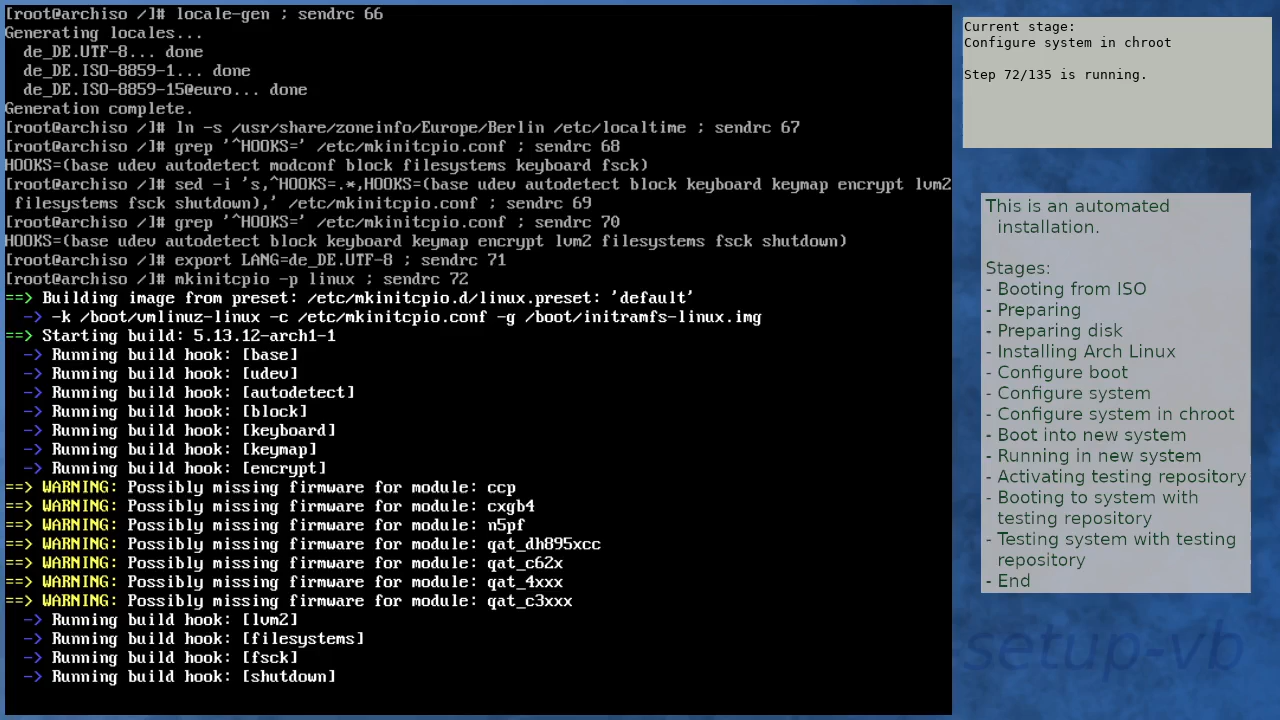 [root@archiso /]# locale-gen ; sendrc 66
Generating locales...
  de_DE.UTF-8... done
  de_DE.ISO-8859-1... done
  de_DE.ISO-8859-15@euro... done
Generation complete.
[root@archiso /]# ln -s /usr/share/zoneinfo/Europe/Berlin /etc/localtime ; sendrc 67
[root@archiso /]# grep '^HOOKS=' /etc/mkinitcpio.conf ; sendrc 68
HOOKS=(base udev autodetect modconf block filesystems keyboard fsck)
[root@archiso /]# sed -i 's,^HOOKS=.*,HOOKS=(base udev autodetect block keyboard keymap encrypt lvm2
 filesystems fsck shutdown),' /etc/mkinitcpio.conf ; sendrc 69
[root@archiso /]# grep '^HOOKS=' /etc/mkinitcpio.conf ; sendrc 70
HOOKS=(base udev autodetect block keyboard keymap encrypt lvm2 filesystems fsck shutdown)
[root@archiso /]# export LANG=de_DE.UTF-8 ; sendrc 71
[root@archiso /]# mkinitcpio -p linux ; sendrc 72
==> Building image from preset: /etc/mkinitcpio.d/linux.preset: 'default'
  -> -k /boot/vmlinuz-linux -c /etc/mkinitcpio.conf -g /boot/initramfs-linux.img
==> Starting build: 5.13.12-arch1-1
  -> Running build hook: [base]
  -> Running build hook: [udev]
  -> Running build hook: [autodetect]
  -> Running build hook: [block]
  -> Running build hook: [keyboard]
  -> Running build hook: [keymap]
  -> Running build hook: [encrypt]
==> WARNING: Possibly missing firmware for module: ccp
==> WARNING: Possibly missing firmware for module: cxgb4
==> WARNING: Possibly missing firmware for module: n5pf
==> WARNING: Possibly missing firmware for module: qat_dh895xcc
==> WARNING: Possibly missing firmware for module: qat_c62x
==> WARNING: Possibly missing firmware for module: qat_4xxx
==> WARNING: Possibly missing firmware for module: qat_c3xxx
  -> Running build hook: [lvm2]
  -> Running build hook: [filesystems]
  -> Running build hook: [fsck]
  -> Running build hook: [shutdown]
Current stage:
Configure system in chroot
Step 72/135 is running.
This is an automated
installation.
Stages:
- Booting from ISO
- Preparing
- Preparing disk
- Installing Arch Linux
- Configure boot
- Configure system
- Configure system in chroot
- Boot into new system
- Running in new system
- Activating testing repository
- Booting to system with
testing repository
- Testing system with testing
repository
- End
setup-vb